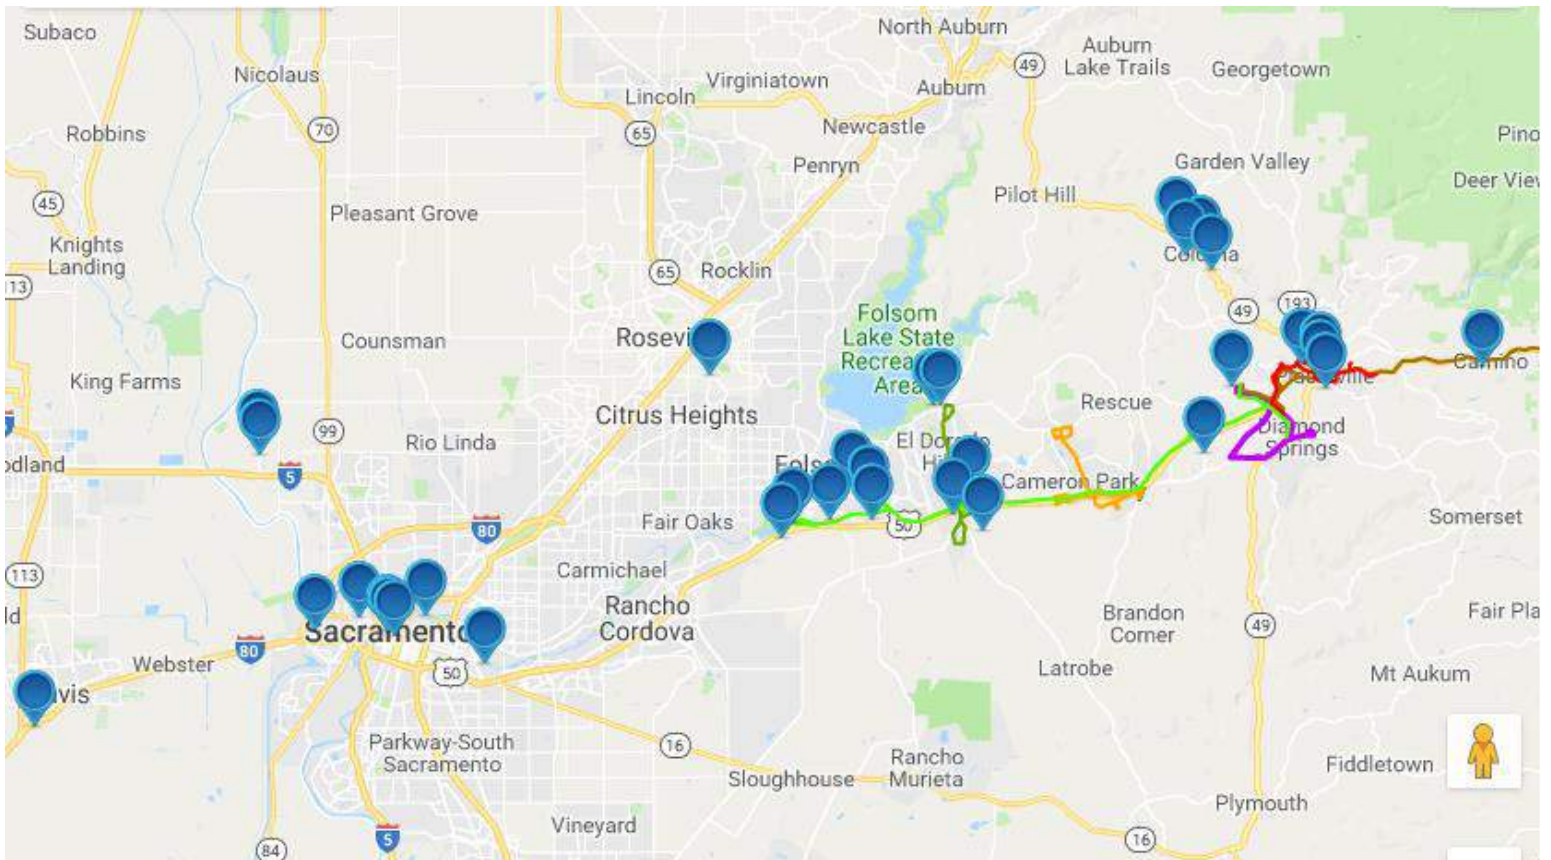 Subaco
North Auburn
Auburn
Lake Trails
49
Georgetown
Nicolaus
Virginiatown
Auburn
Lincoln
70
65
Robbins
Newcastle
Pino
Penryn
Garden Valley
Deer View
Pilot Hill
45
Pleasant Grove
Knights
Landing
65
Rocklin
113
49
193
Folsom
Lake State
Area
Counsman
King Farms
Camino
Rescue
Citrus Heights
99
Rio Linda
Diamond
Springs
5
Cameron Park
80
Fair Oaks
50
Somerset
113
Carmichael
Rancho
Cordova
Brandon
Corner
49
Fair Pla
Sacramento
80
Webster
50
Latrobe
Mt Aukum
avis
Parkway-South
Sacramento
16
Sloughhouse
Rancho
Murieta
Fiddletown
Plymouth
Vineyard
5
84
16